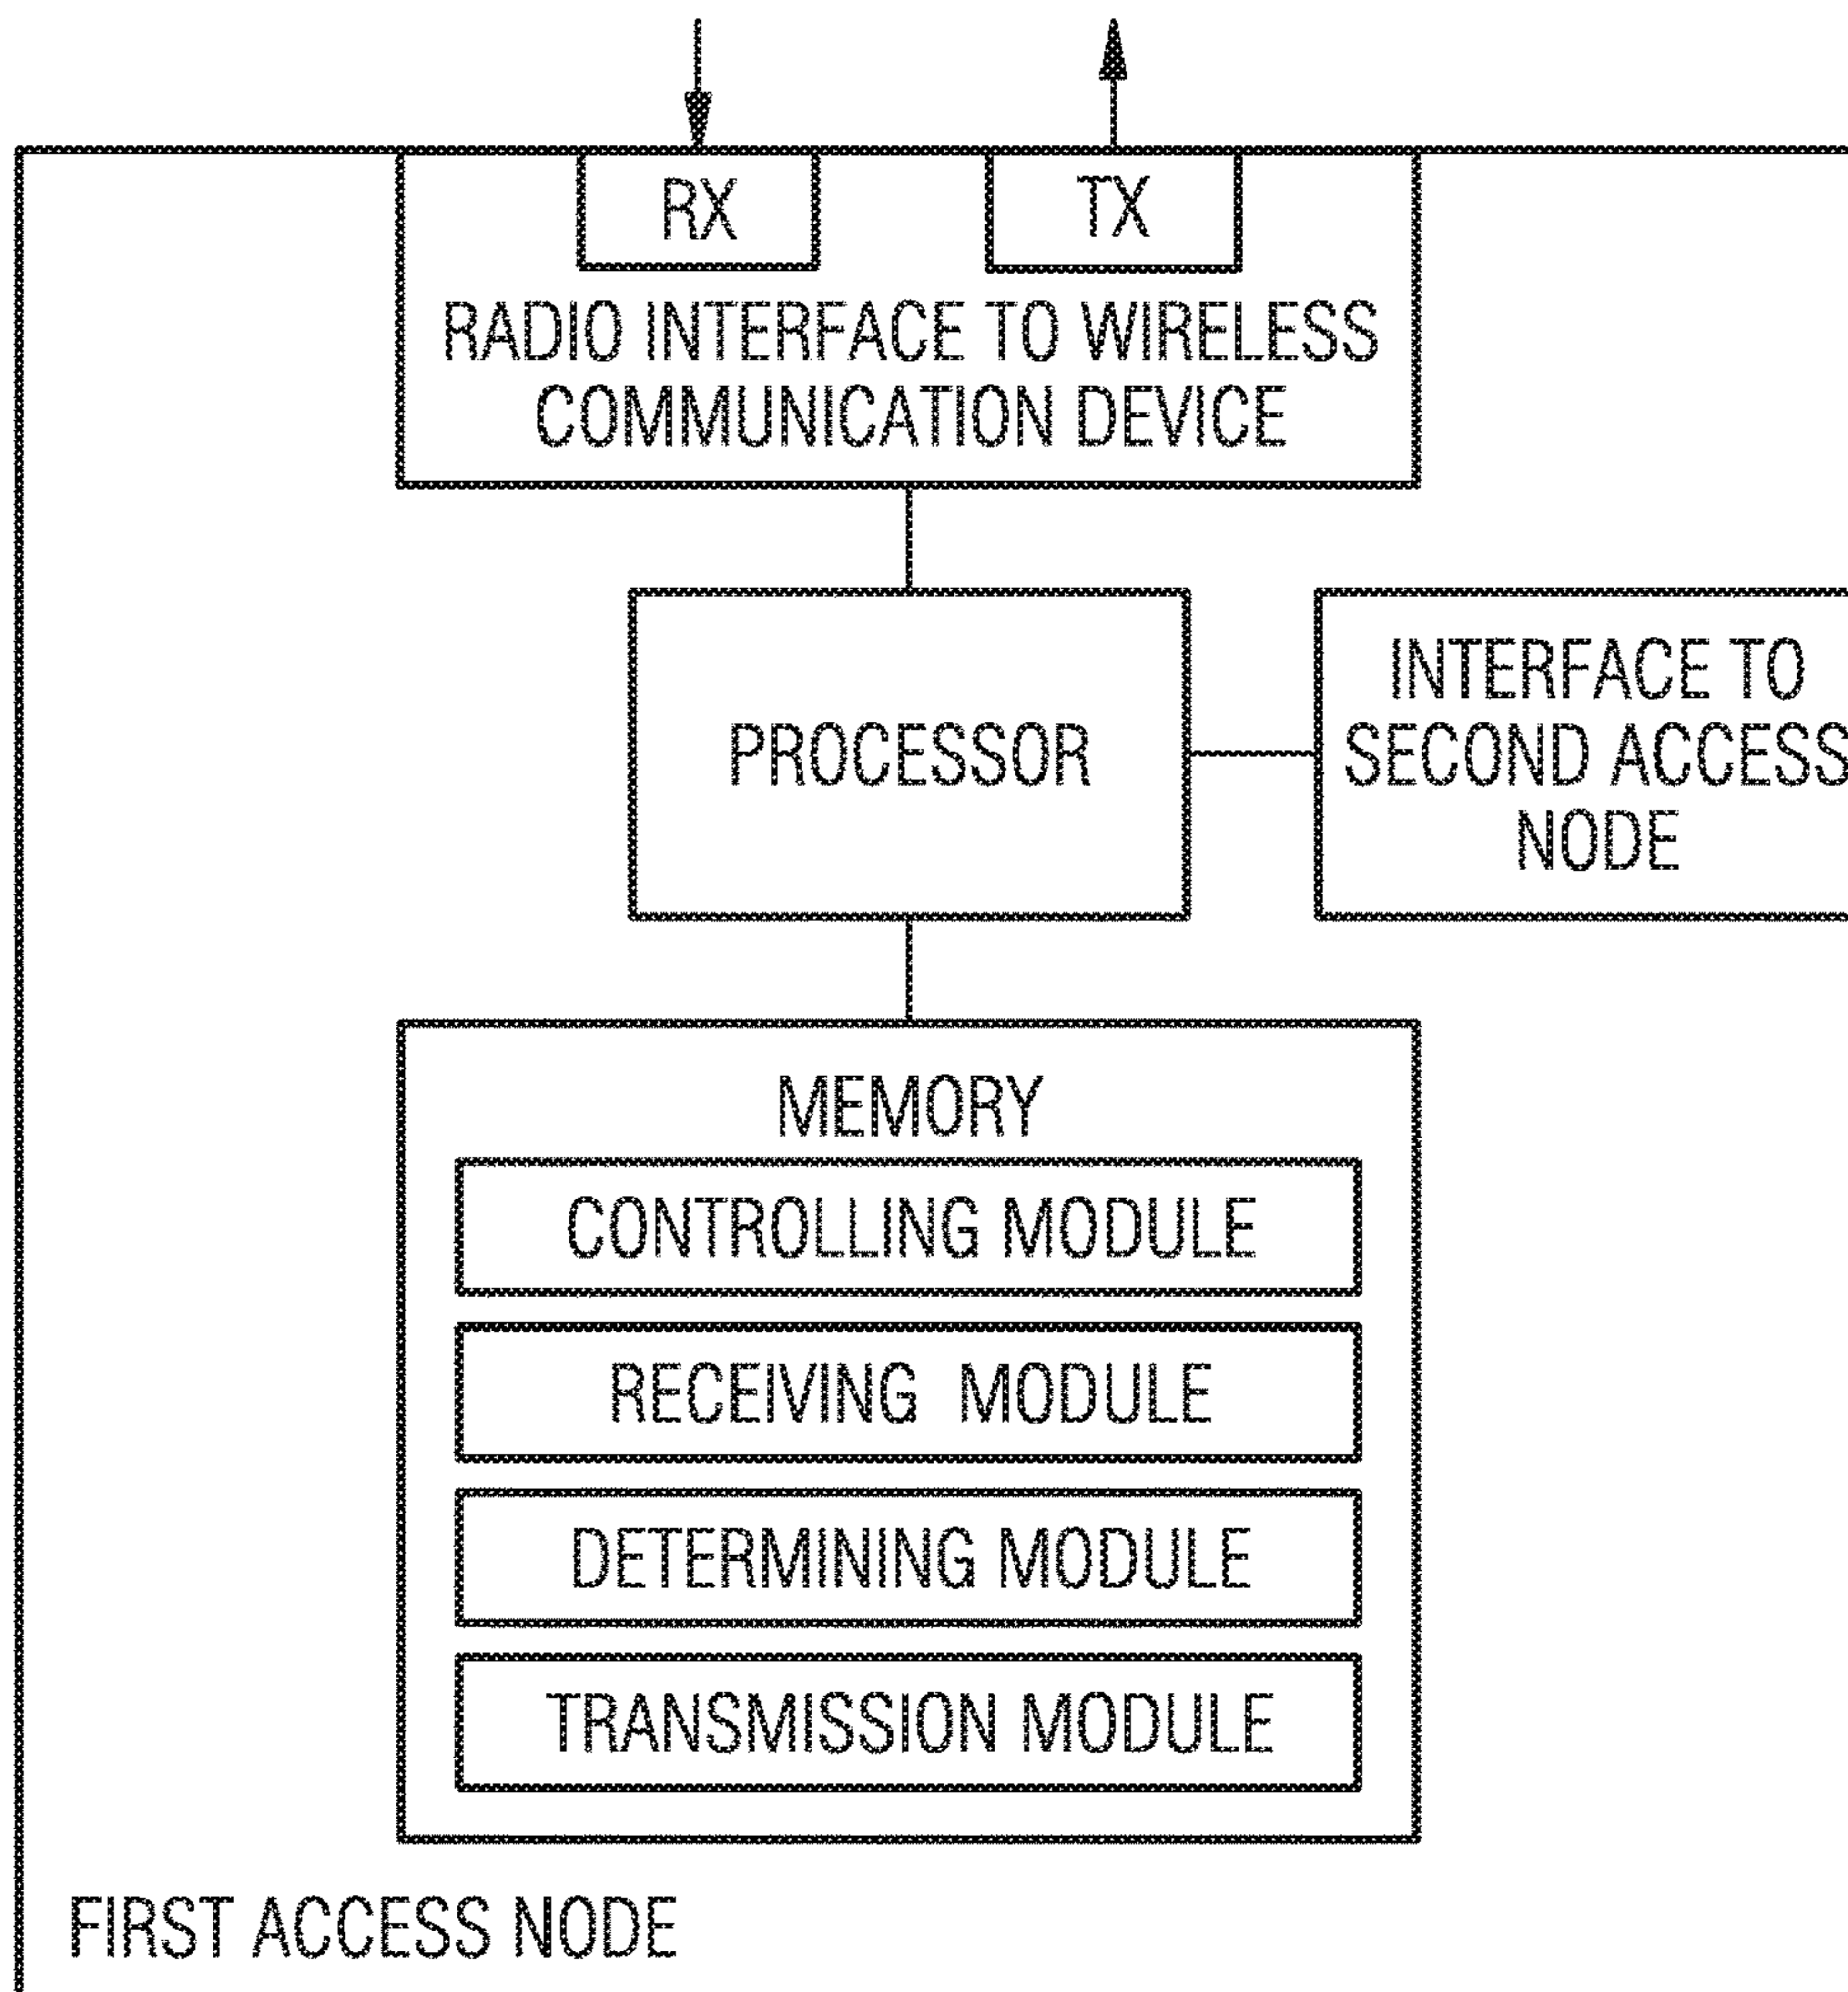 RX
TX
RADIO INTERFACE TO WIRELESS
COMMUNICATION DEVICE
PROCESSOR
INTERFACE TO
SECOND ACCESS
NODE
MEMORY
CONTROLLING MODULE
RECEIVING MODULE
DETERMINING MODULE
TRANSMISSION MODULE
FIRST ACCESS NODE